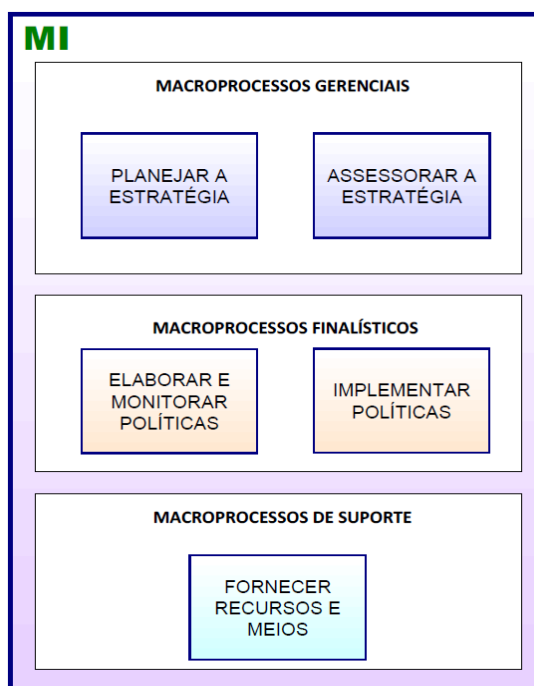 MI
MACROPROCESSOS GERENCIAIS
PLANEJAR A
ESTRATÉGIA
ASSESSORAR A
ESTRATÉGIA
MACROPROCESSOS FINALÍSTICOS
ELABORAR E
MONITORAR
POLÍTICAS
IMPLEMENTAR
POLÍTICAS
MACROPROCESSOS DE SUPORTE
FORNECER
RECURSOS E
MEIOS